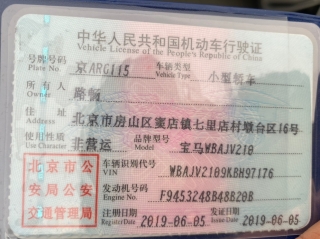 中华人民共和国机动车行驶证
Vehicle License of the People's Republic of China
号牌号码 京ARG115 车辆类型 小型轿车
Plate No. Vehicle Type
所有人 路畅
Owner
住址 北京市房山区窦店镇七里店村墩台区16号
Address
使用性质 非营运 品牌型号 宝马WBAJV210
Use Character Model
北京市公
安局公安
交通管理局
车辆识别代号 WBAJV2109KBH97176
VIN
发动机号码 F9453248B48B20B
Engine No.
注册日期 2019-06-05 发证日期 2019-06-05
Register Date Issue Date